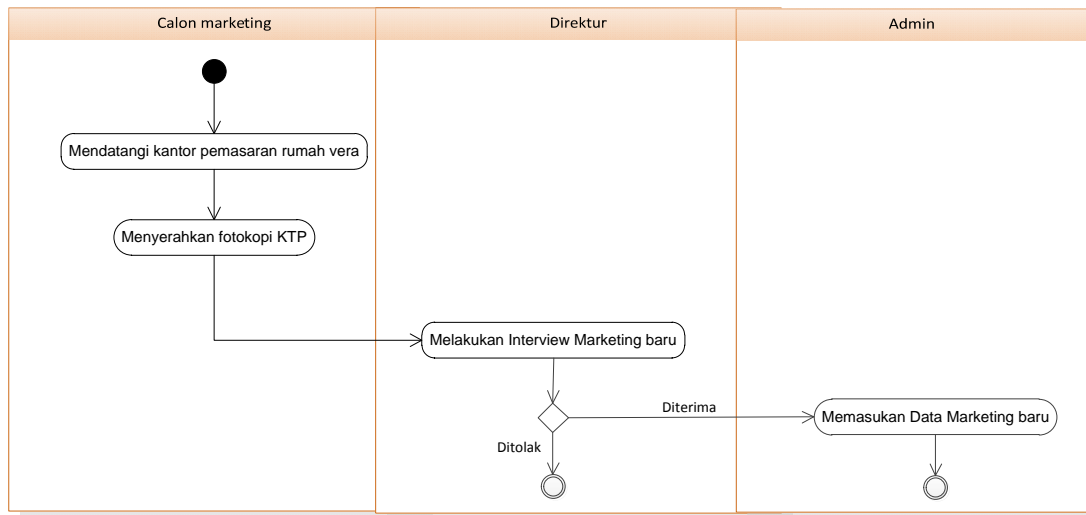 Calon marketing
Direktur
Admin
Mendatangi kantor pemasaran rumah vera
Menyerahkan fotokopi KTP
Melakukan Interview Marketing baru
Diterima
Memasukan Data Marketing baru
Ditolak